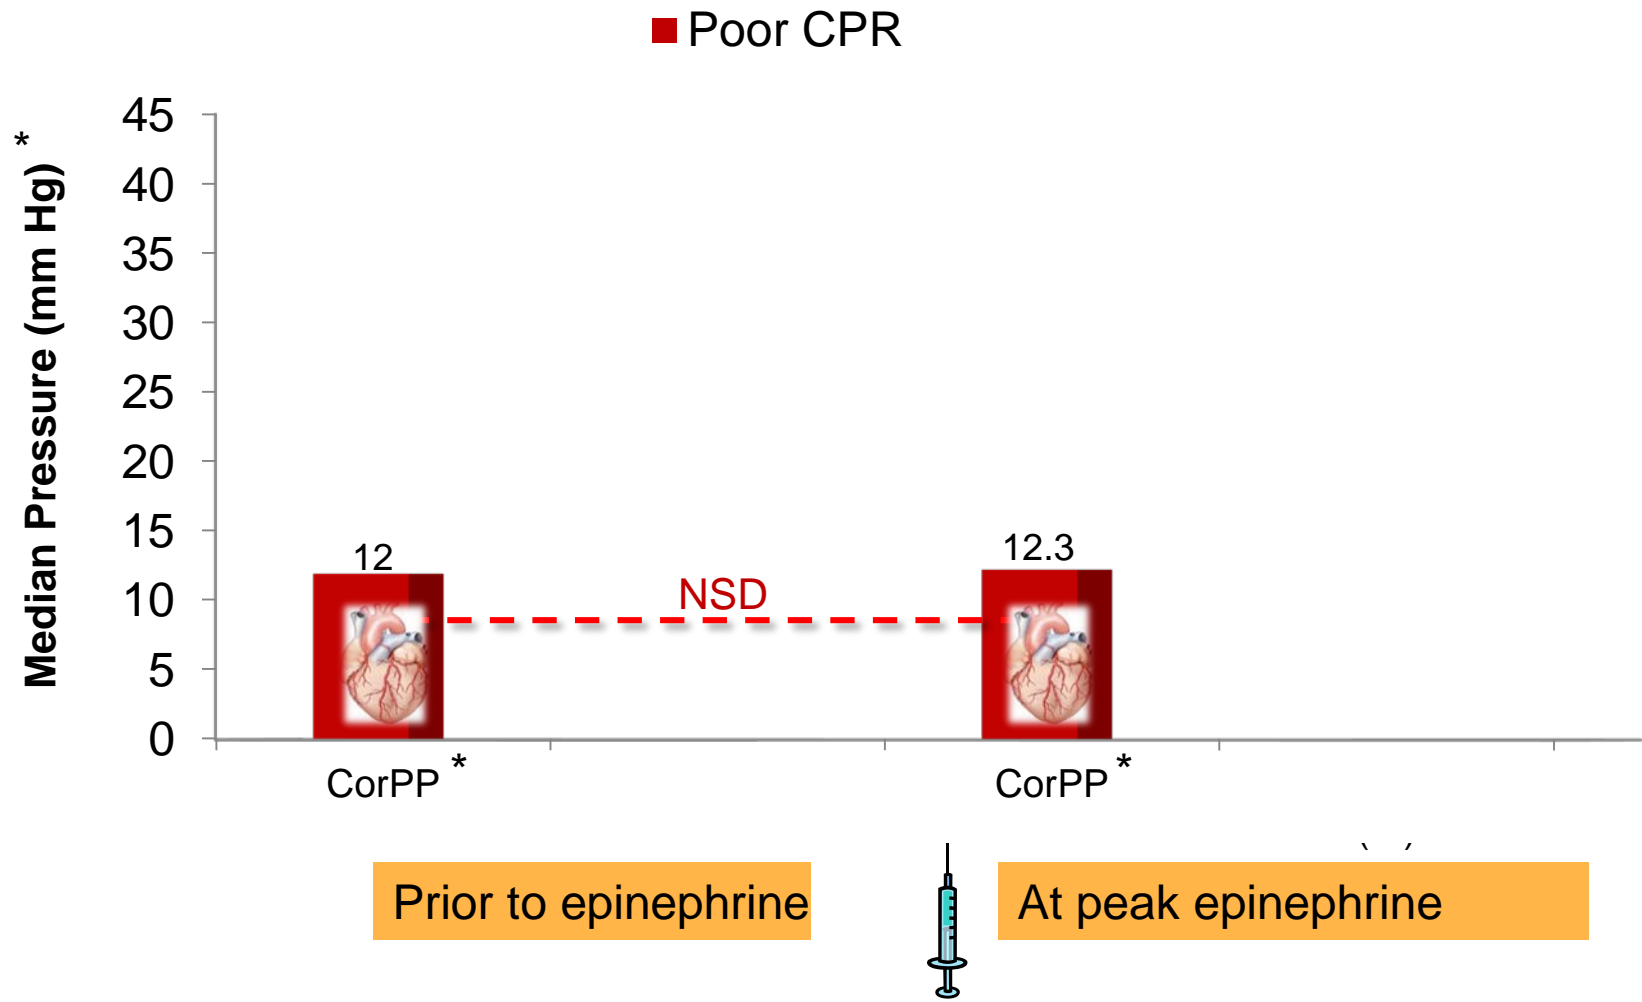 Poor CPR
Median Pressure (mm Hg) *
45
40
35
30
25
20
15
10
5
0
12
NSD
12.3
CorPP *
CorPP *
Prior to epinephrine
At peak epinephrine